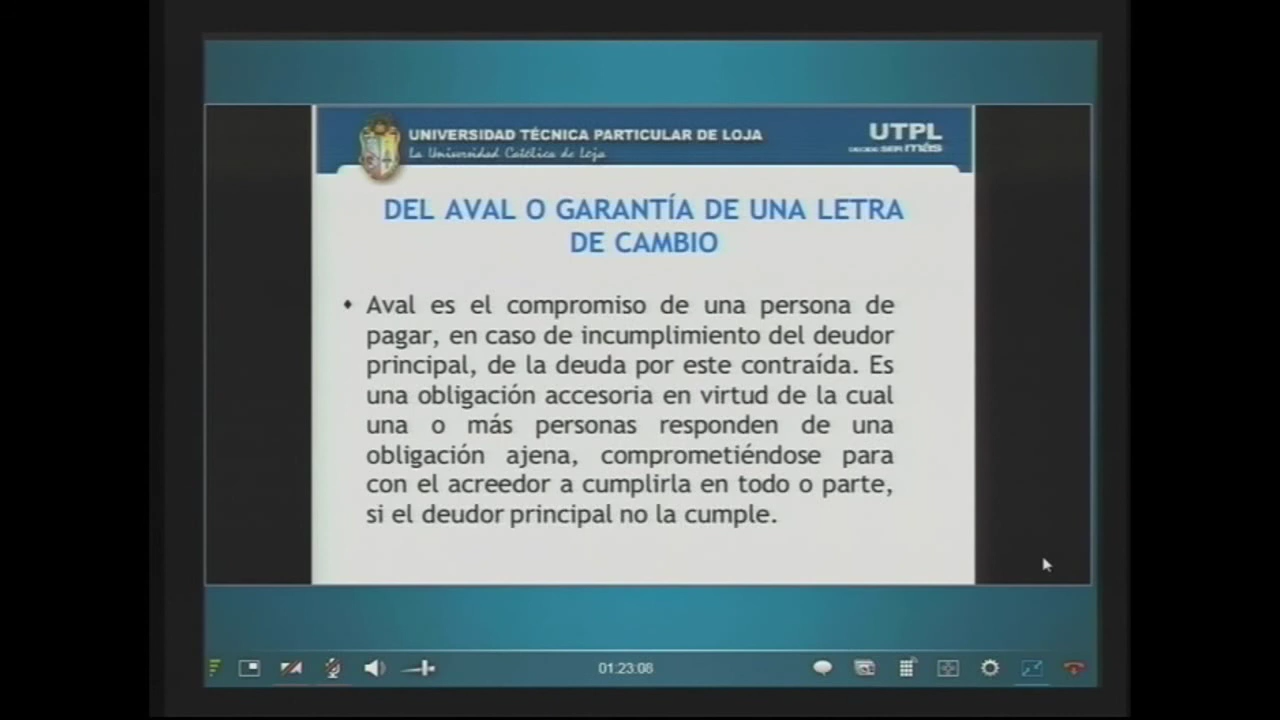 UNIVERSIDAD TÉCNICA PARTICULAR DE LOJA
La Universidad Católica de Loja
UTPL
DECIDE SER más
DEL AVAL O GARANTÍA DE UNA LETRA
DE CAMBIO
• Aval es el compromiso de una persona de
pagar, en caso de incumplimiento del deudor
principal, de la deuda por este contraída. Es
una obligación accesoria en virtud de la cual
una o más personas responden de una
obligación ajena, comprometiéndose para
con el acreedor a cumplirla en todo o parte,
si el deudor principal no la cumple.
01:23:08